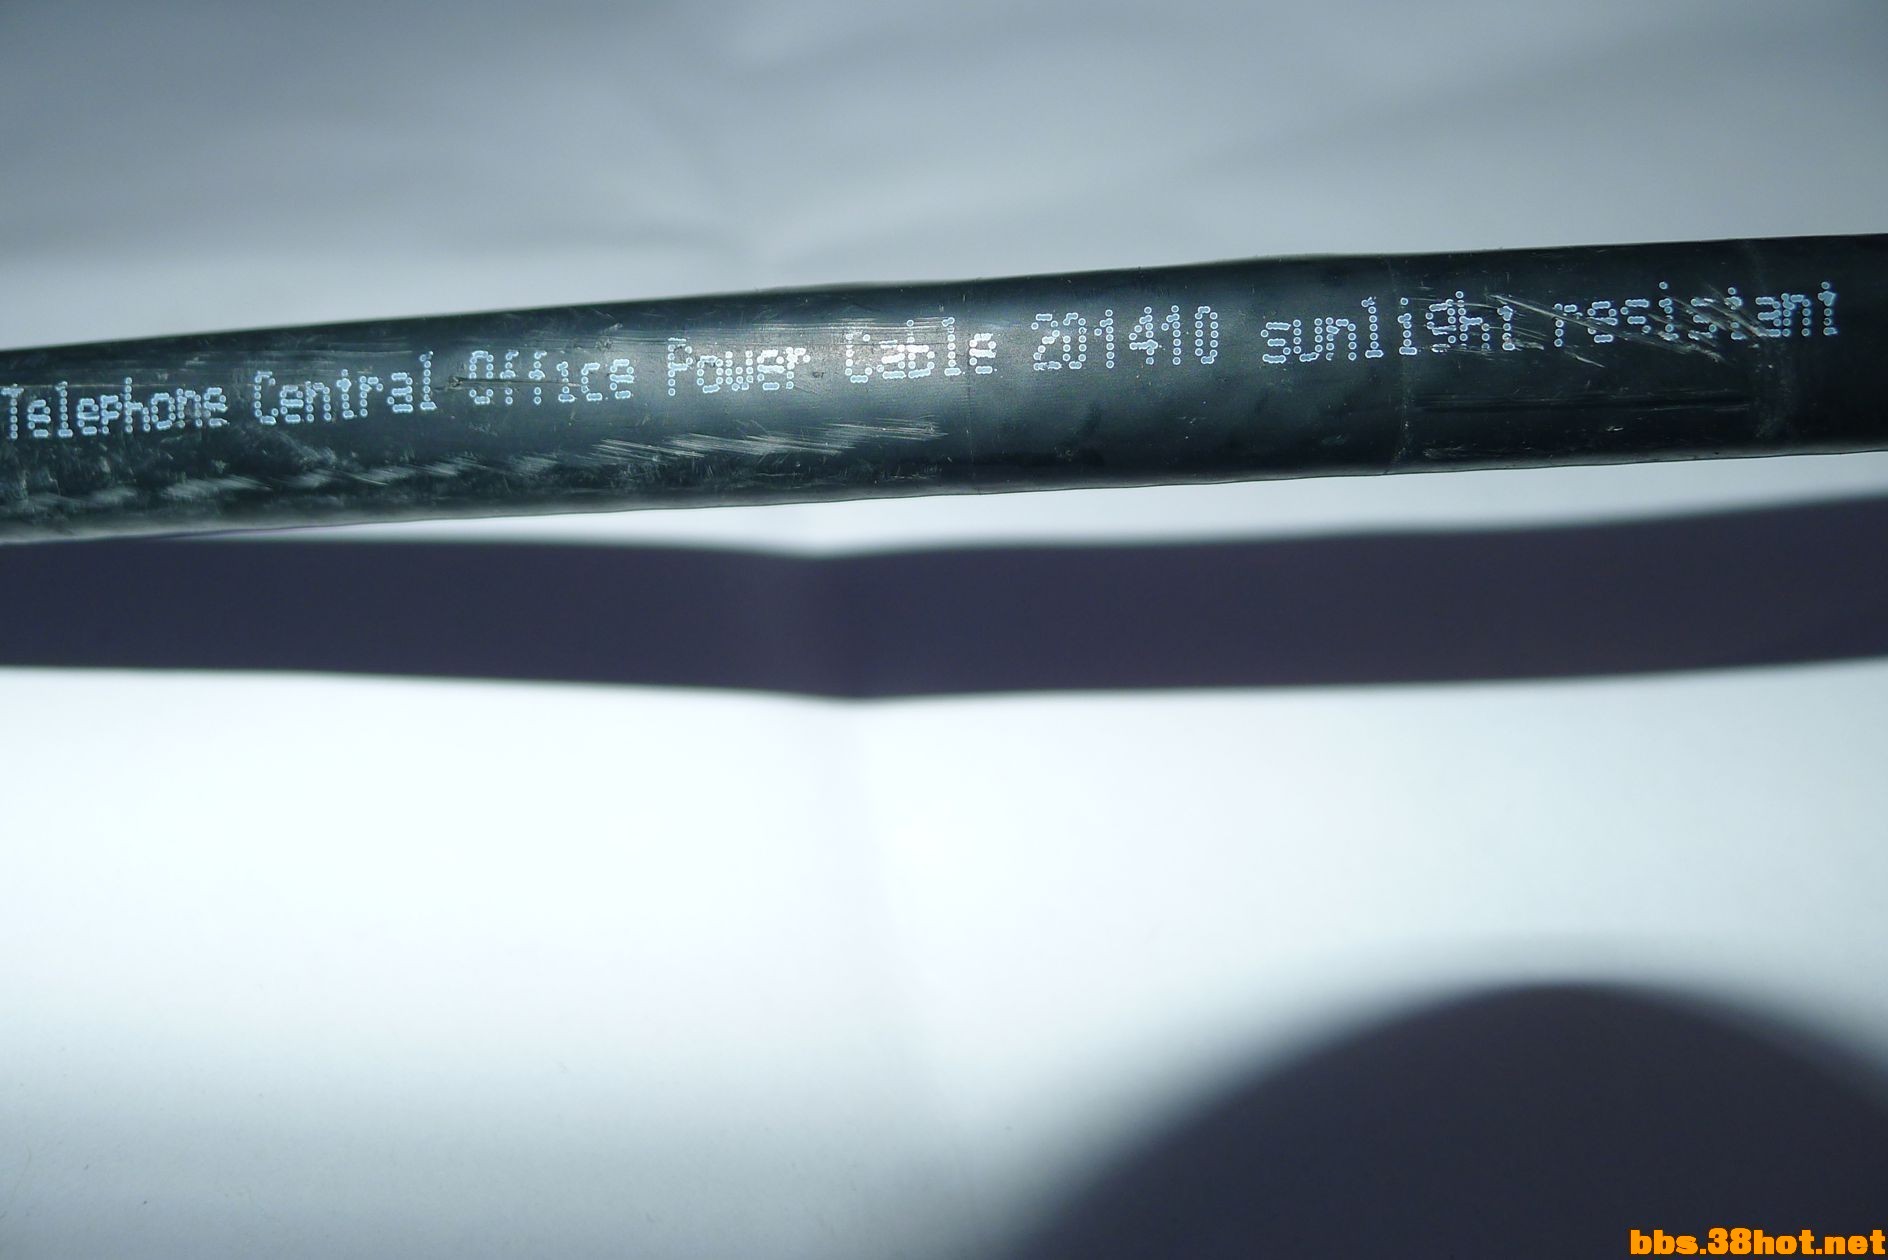 Telephone Central Office Power Cable 201410 sunlight resistant
bbs.38hot.net